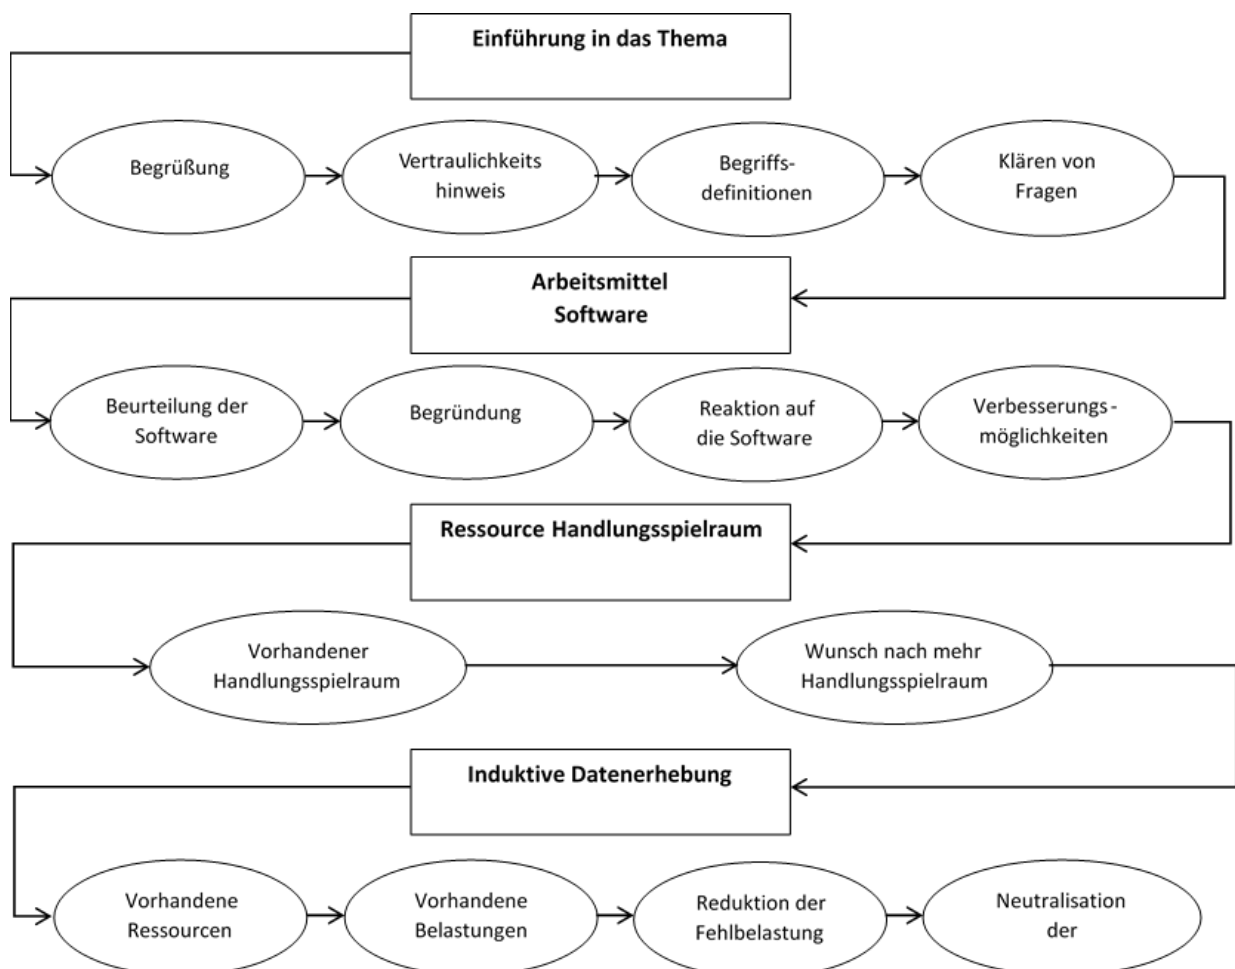 Einführung in das Thema
Begrüßung
Vertraulichkeits
hinweis
Begriffs-
definitionen
Klären von
Fragen
Arbeitsmittel
Software
Beurteilung der
Software
Begründung
Reaktion auf
die Software
Verbesserungs-
möglichkeiten
Ressource Handlungsspielraum
Vorhandener
Handlungsspielraum
Wunsch nach mehr
Handlungsspielraum
Induktive Datenerhebung
Vorhandene
Ressourcen
Vorhandene
Belastungen
Reduktion der
Fehlbelastung
Neutralisation
der